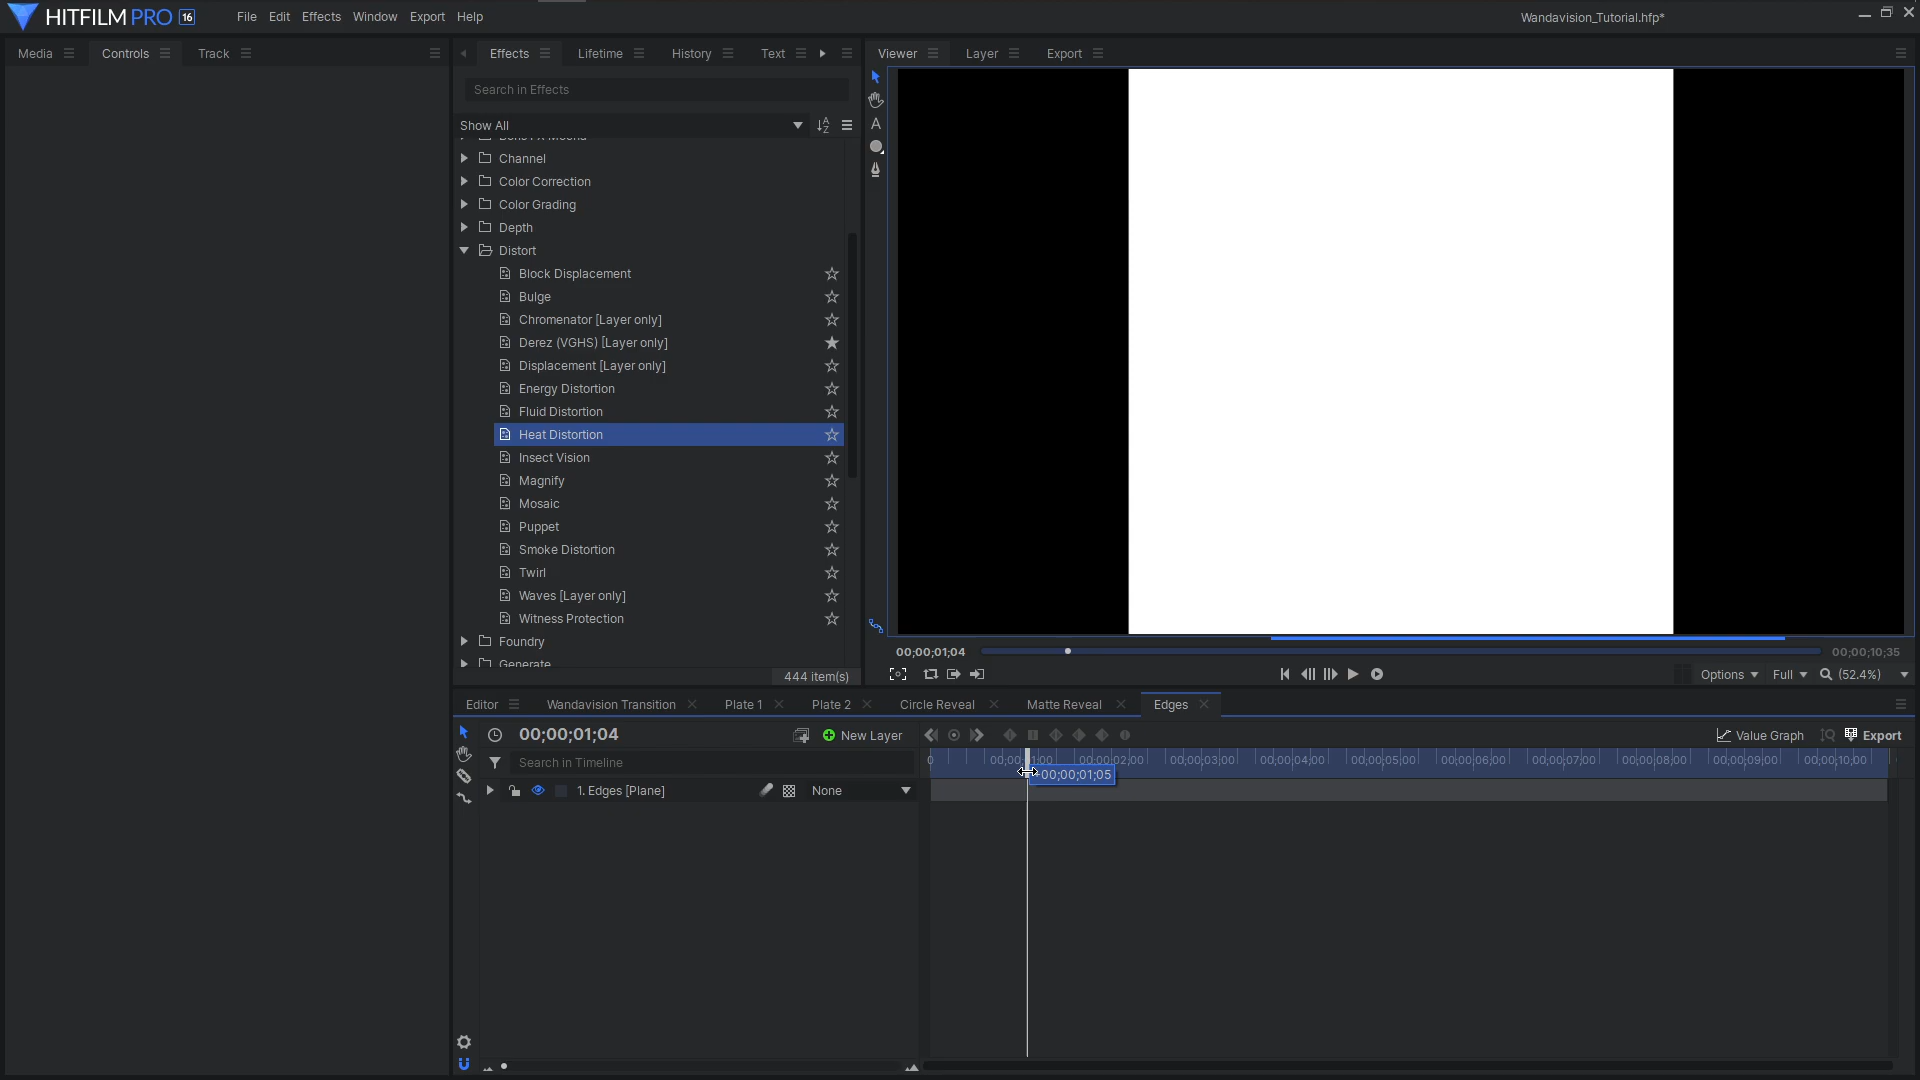 HITFILM PRO 16 File Edit Effects Window Export Help Wandavision_Tutorial.hfp*
Media Controls Track Effects Lifetime History Text Viewer Layer Export
Search in Effects
Show All
Channel
Color Correction
Color Grading
Depth
Distort
Block Displacement
Bulge
Chromenator [Layer only]
Derez (VGHS) [Layer only]
Displacement [Layer only]
Energy Distortion
Fluid Distortion
Heat Distortion
Insect Vision
Magnify
Mosaic
Puppet
Smoke Distortion
Twirl
Waves [Layer only]
Witness Protection
Foundry
Generate
444 item(s)
00;00;01;04 00;00;10;35
Options Full (52.4%)
Editor Wandavision Transition Plate 1 Plate 2 Circle Reveal Matte Reveal Edges
00;00;01;04 New Layer Value Graph Export
Search in Timeline
0 00;00;02;00 00;00;03;00 00;00;04;00 00;00;05;00 00;00;06;00 00;00;07;00 00;00;08;00 00;00;09;00 00;00;10;00
00;00;01;05
1. Edges [Plane] None